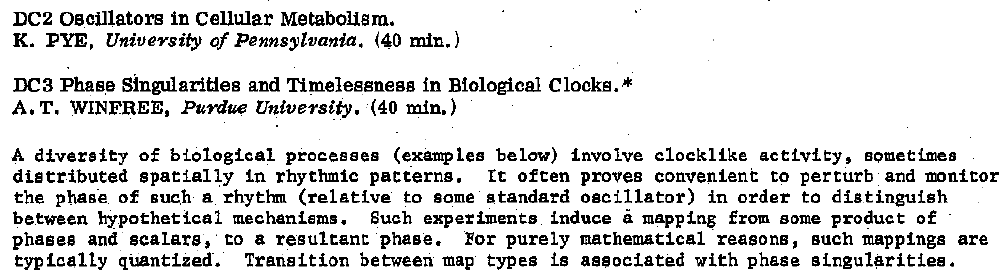 DC2 Oscillators in Cellular Metabolism.
K. PYE, University of Pennsylvania. (40 min.)
DC3 Phase Singularities and Timelessness in Biological Clocks.*
A. T. WINFREE, Purdue University. (40 min.)
A diversity of biological processes (examples below) involve clocklike activity, sometimes
distributed spatially in rhythmic patterns. It often proves convenient to perturb and monitor
the phase of such a rhythm (relative to some standard oscillator) in order to distinguish
between hypothetical mechanisms. Such experiments induce a mapping from some product of
phases and scalars, to a resultant phase. For purely mathematical reasons, such mappings are
typically quantized. Transition between map types is associated with phase singularities.